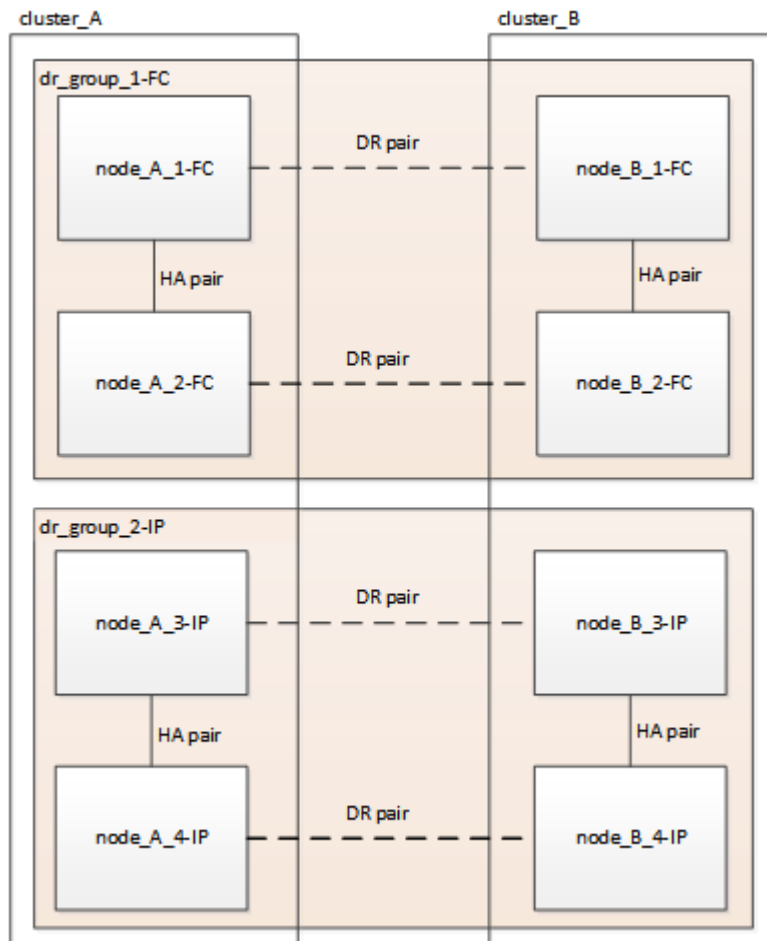 cluster_A
cluster_B
dr_group_1-FC
node_A_1-FC
DR pair
node_B_1-FC
HA pair
HA pair
node_A_2-FC
DR pair
node_B_2-FC
dr_group_2-IP
node_A_3-IP
DR pair
node_B_3-IP
HA pair
HA pair
node_A_4-IP
DR pair
node_B_4-IP